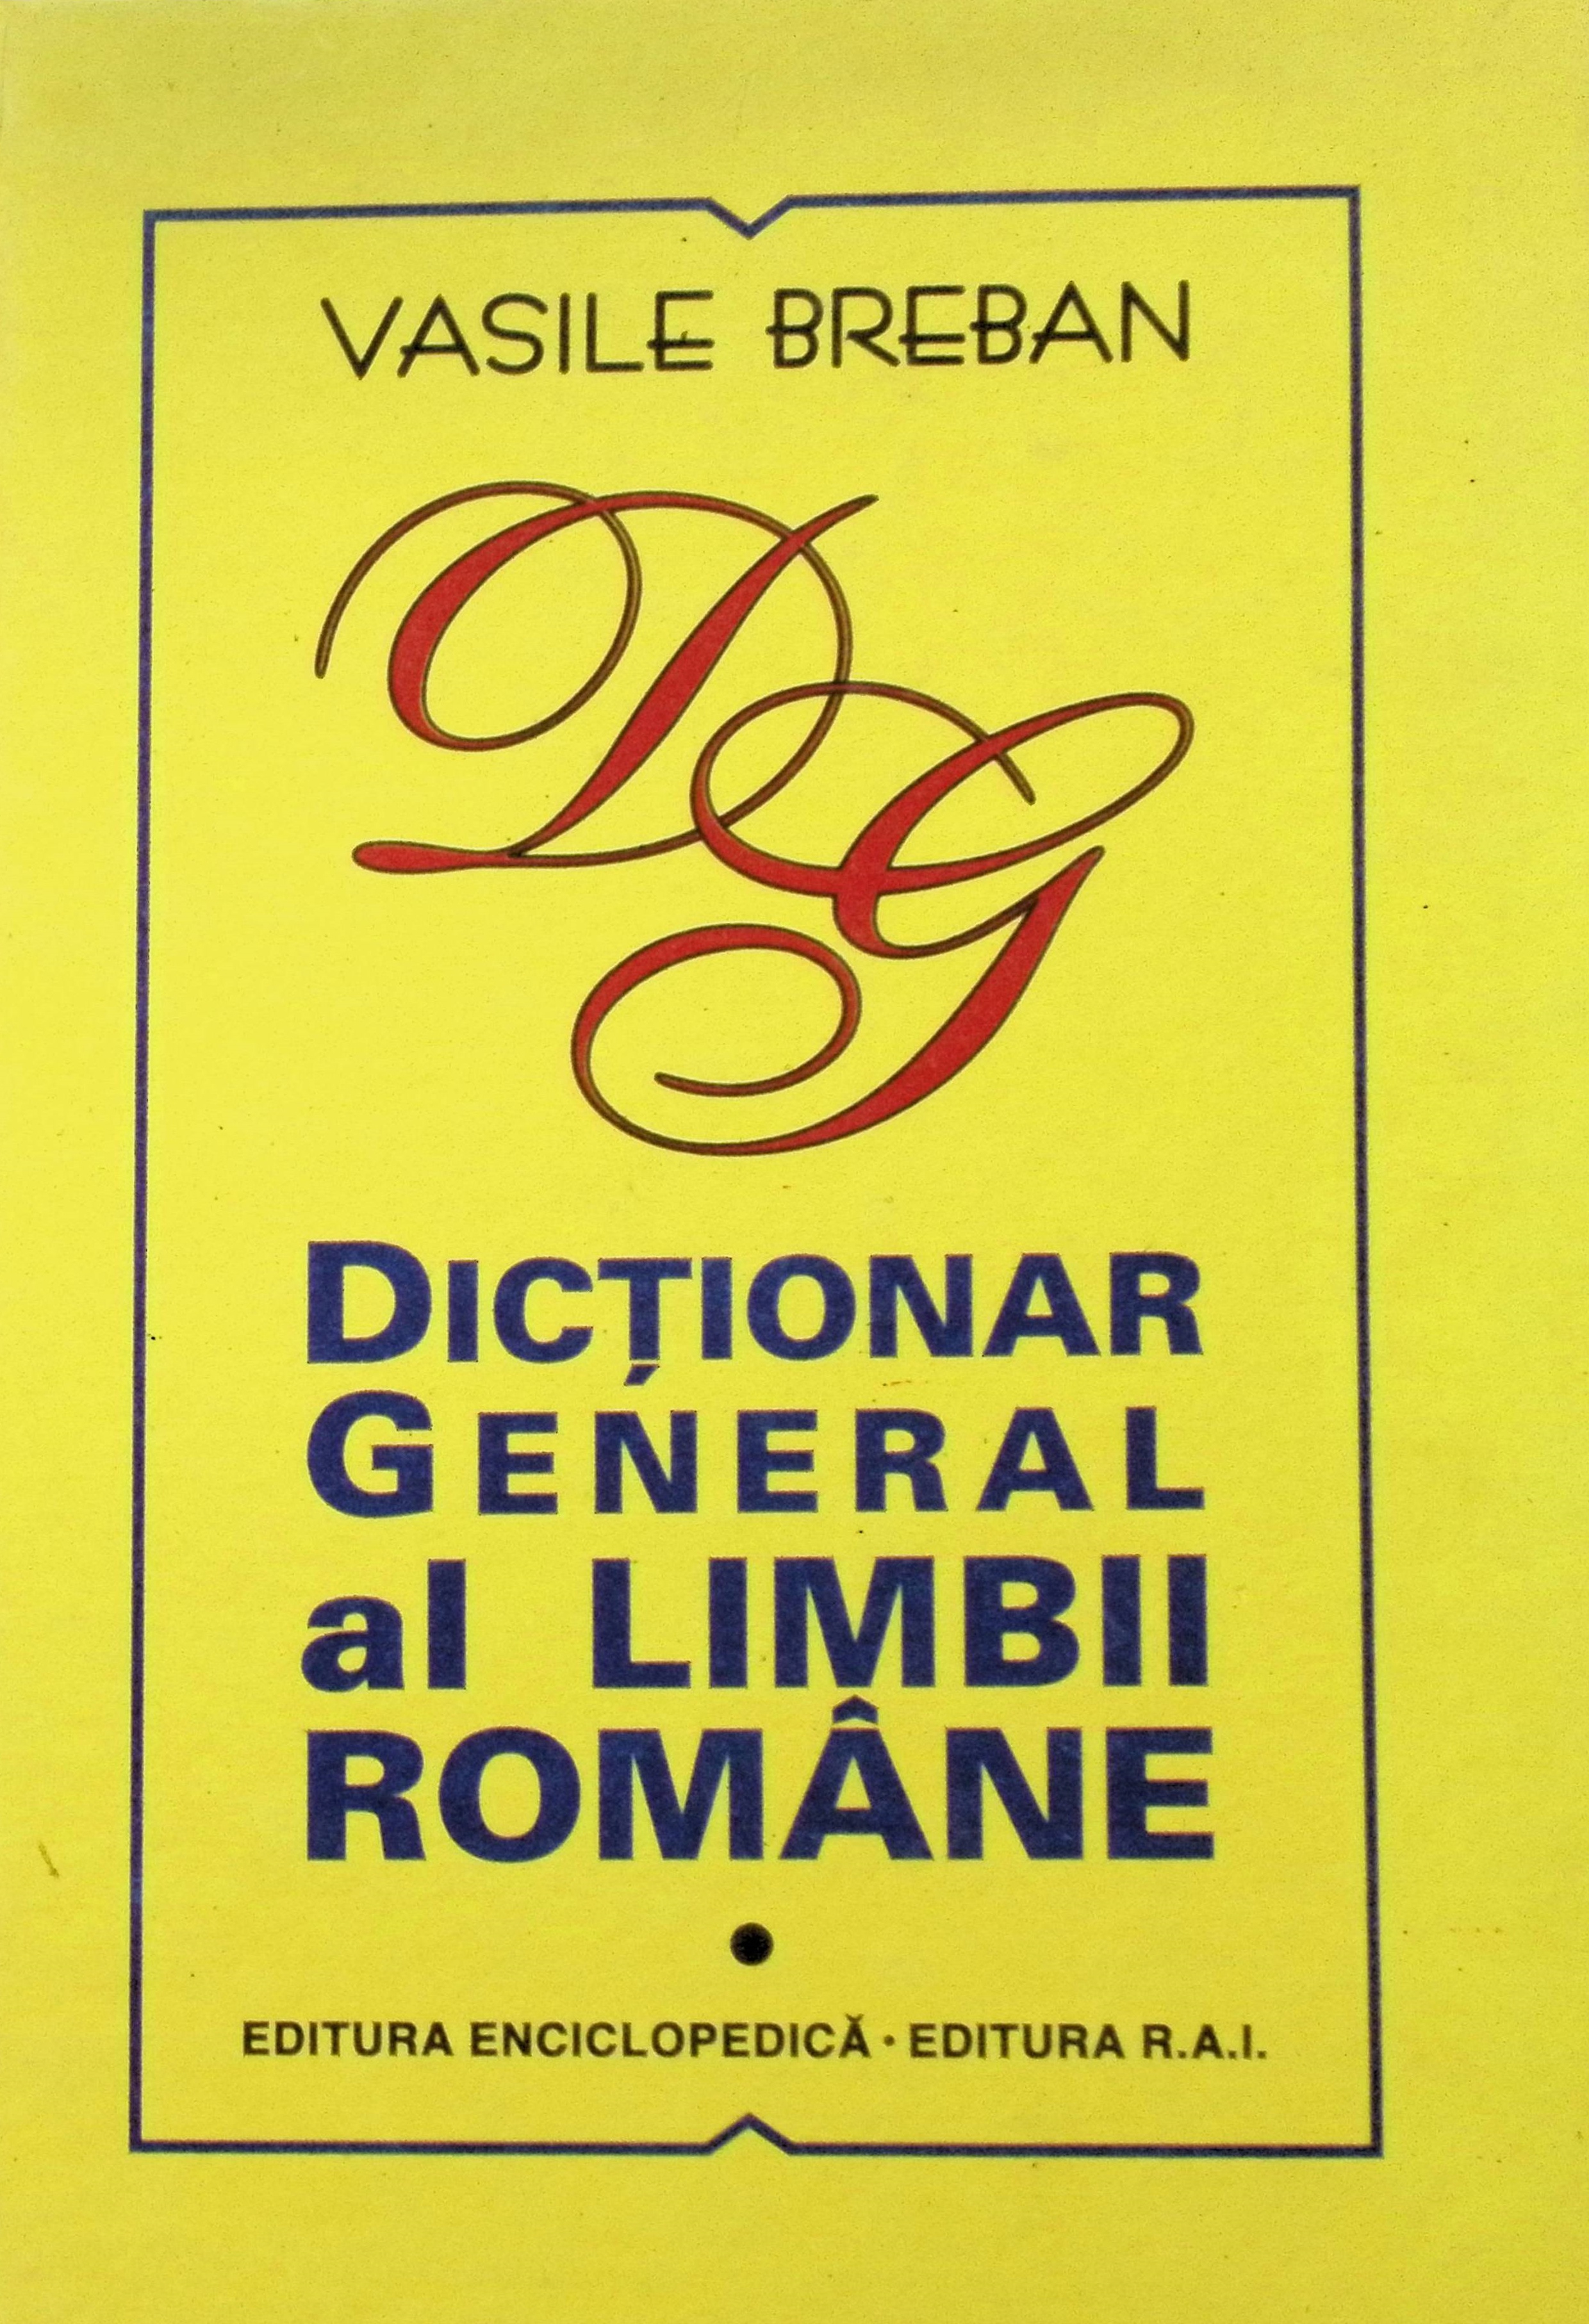 VASILE BREBAN
DG
DICȚIONAR
GENERAL
al LIMBII
ROMÂNE
EDITURA ENCICLOPEDICĂ • EDITURA R.A.I.